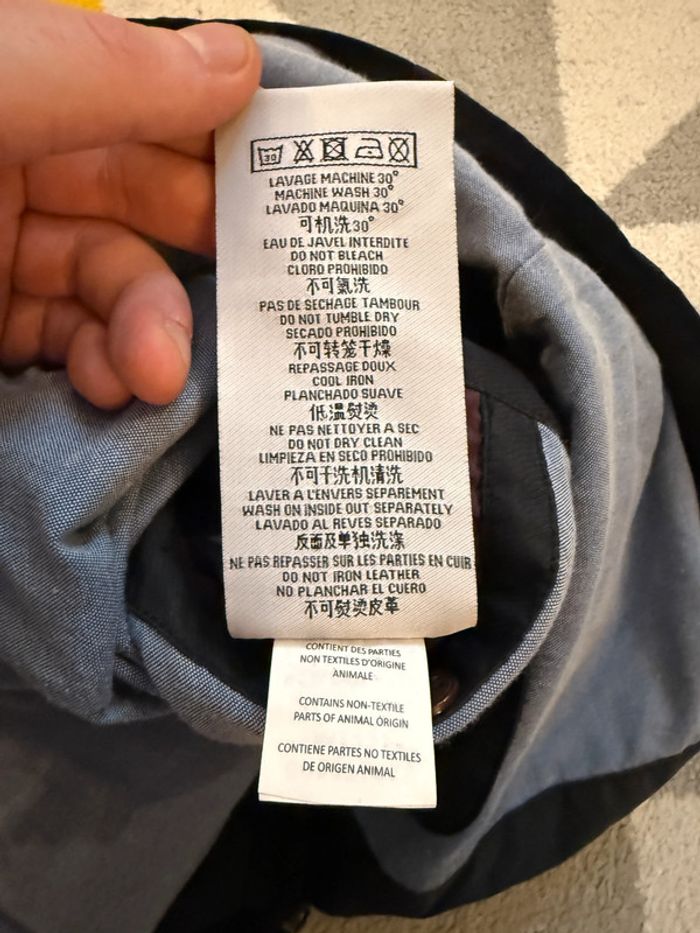 30
LAVAGE MACHINE 30°
MACHINE WASH 30°
LAVADO MAQUINA 30°
可机洗30°
EAU DE JAVEL INTERDITE
DO NOT BLEACH
CLORO PROHIBIDO
不可氯洗
PAS DE SECHAGE TAMBOUR
DO NOT TUMBLE DRY
SECADO PROHIBIDO
不可转笼干燥
REPASSAGE DOUX
COOL IRON
PLANCHADO SUAVE
低温熨烫
NE PAS NETTOYER A SEC
DO NOT DRY CLEAN
LIMPIEZA EN SECO PROHIBIDO
不可干洗机清洗
LAVER A L'ENVERS SEPAREMENT
WASH ON INSIDE OUT SEPARATELY
LAVADO AL REVES SEPARADO
反面及单独洗涤
NE PAS REPASSER SUR LES PARTIES EN CUIR
DO NOT IRON LEATHER
NO PLANCHAR EL CUERO
不可熨烫皮革
CONTIENT DES PARTIES
NON TEXTILES D'ORIGINE
ANIMALE
CONTAINS NON-TEXTILE
PARTS OF ANIMAL ORIGIN
CONTIENE PARTES NO TEXTILES
DE ORIGEN ANIMAL